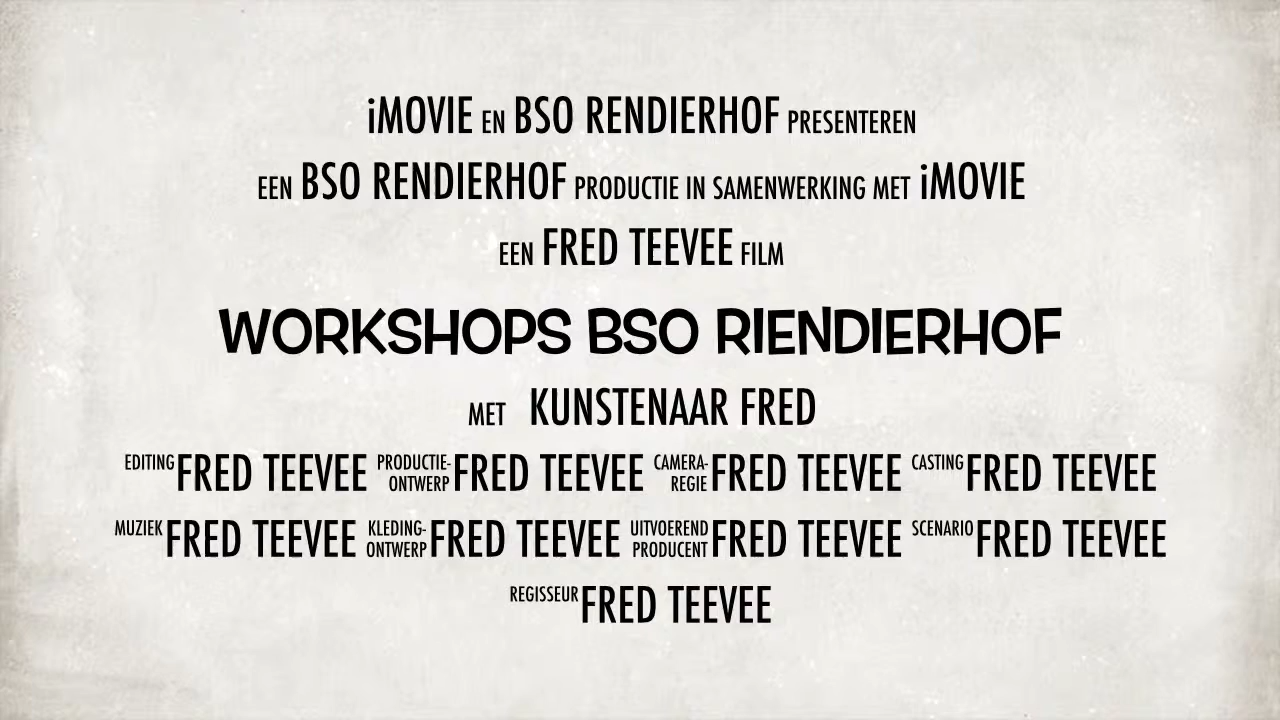 iMOVIE EN BSO RENDIERHOF PRESENTEREN
EEN BSO RENDIERHOF PRODUCTIE IN SAMENWERKING MET iMOVIE
EEN FRED TEEVEE FILM
WORKSHOPS BSO RIENDIERHOF
MET KUNSTENAAR FRED
EDITING FRED TEEVEE PRODUCTIE-ONTWERP FRED TEEVEE CAMERA-REGIE FRED TEEVEE CASTING FRED TEEVEE
MUZIEK FRED TEEVEE KLEDING-ONTWERP FRED TEEVEE UITVOEREND PRODUCENT FRED TEEVEE SCENARIO FRED TEEVEE
REGISSEUR FRED TEEVEE